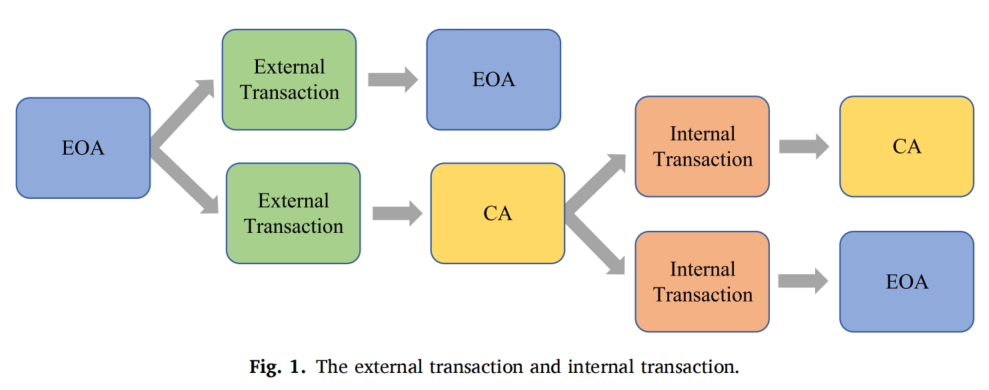 EOA
External
Transaction
EOA
External
Transaction
CA
Internal
Transaction
CA
Internal
Transaction
EOA
Fig. 1. The external transaction and internal transaction.